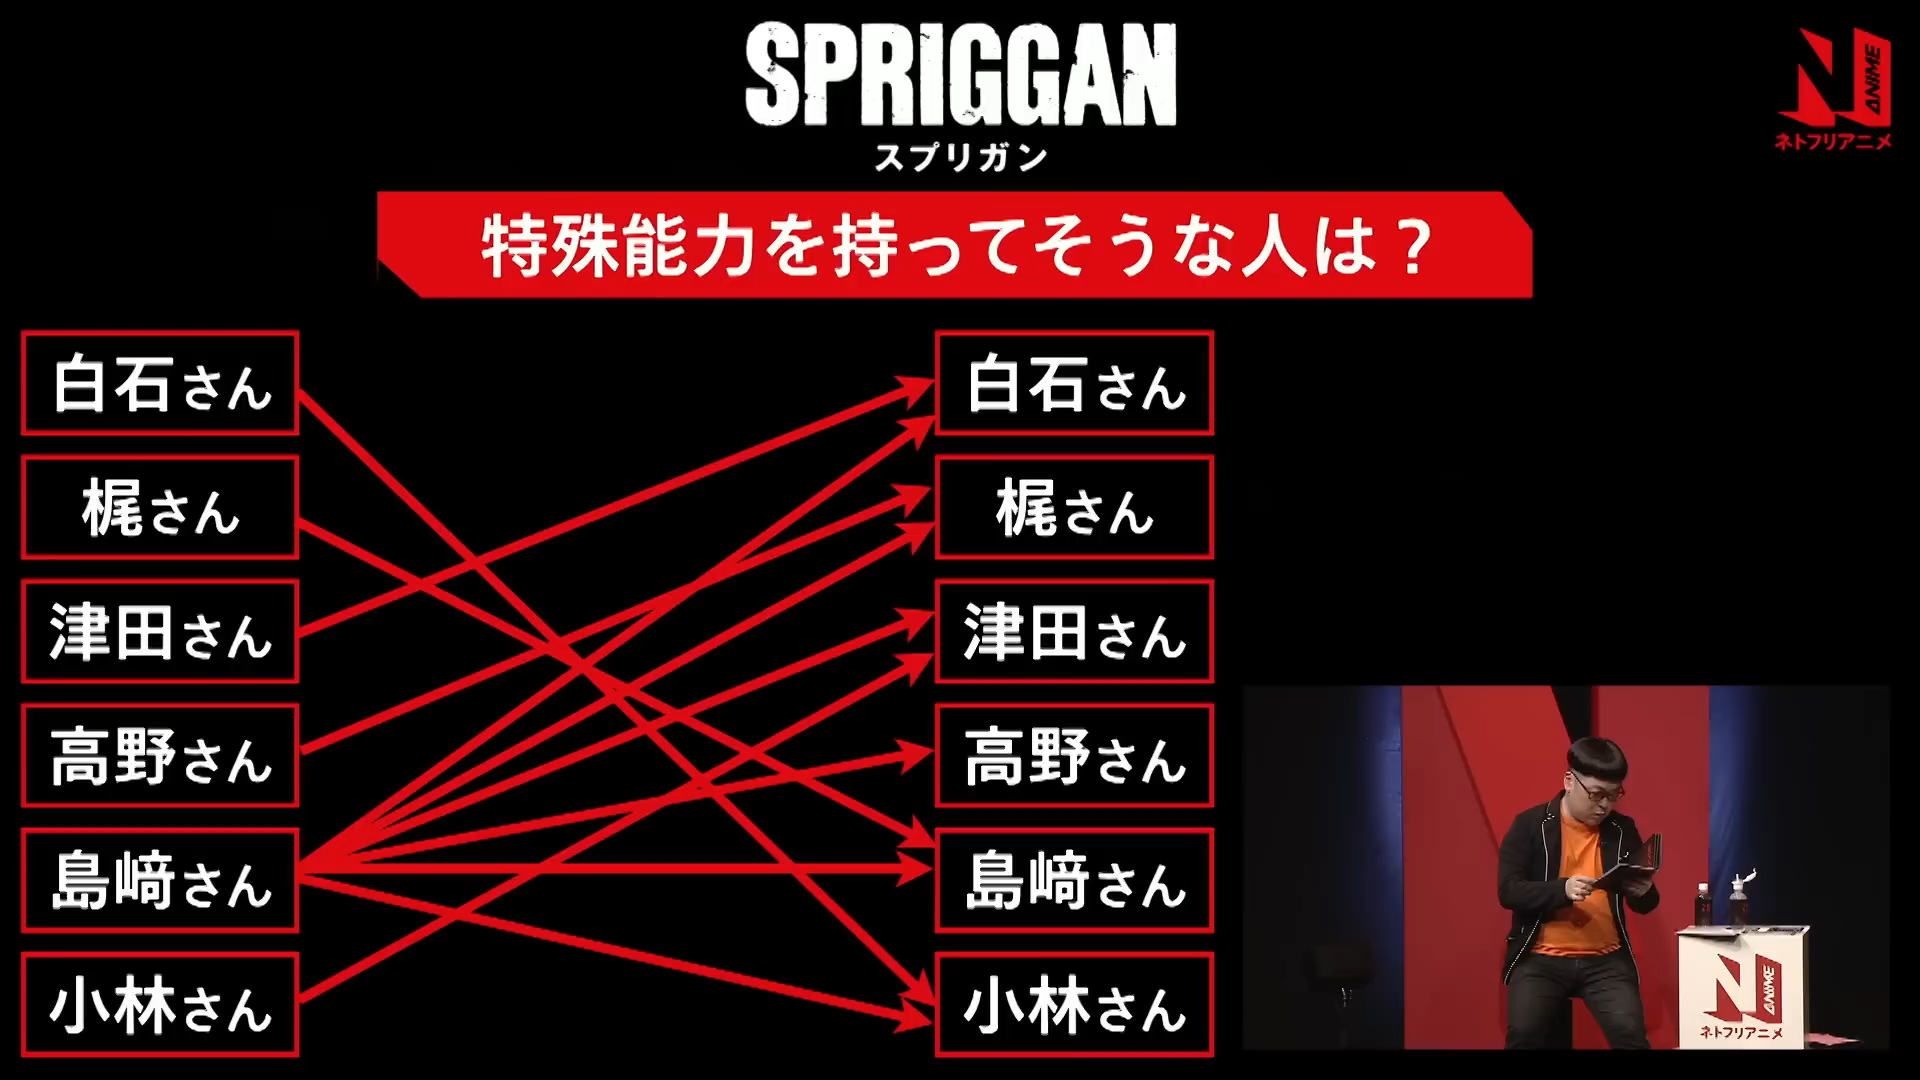 SPRIGGAN
スプリガン
N ANIME
ネトフリアニメ
特殊能力を持ってそうな人は？
白石さん
梶さん
津田さん
高野さん
島﨑さん
小林さん
白石さん
梶さん
津田さん
高野さん
島﨑さん
小林さん
N ANIME
ネトフリアニメ